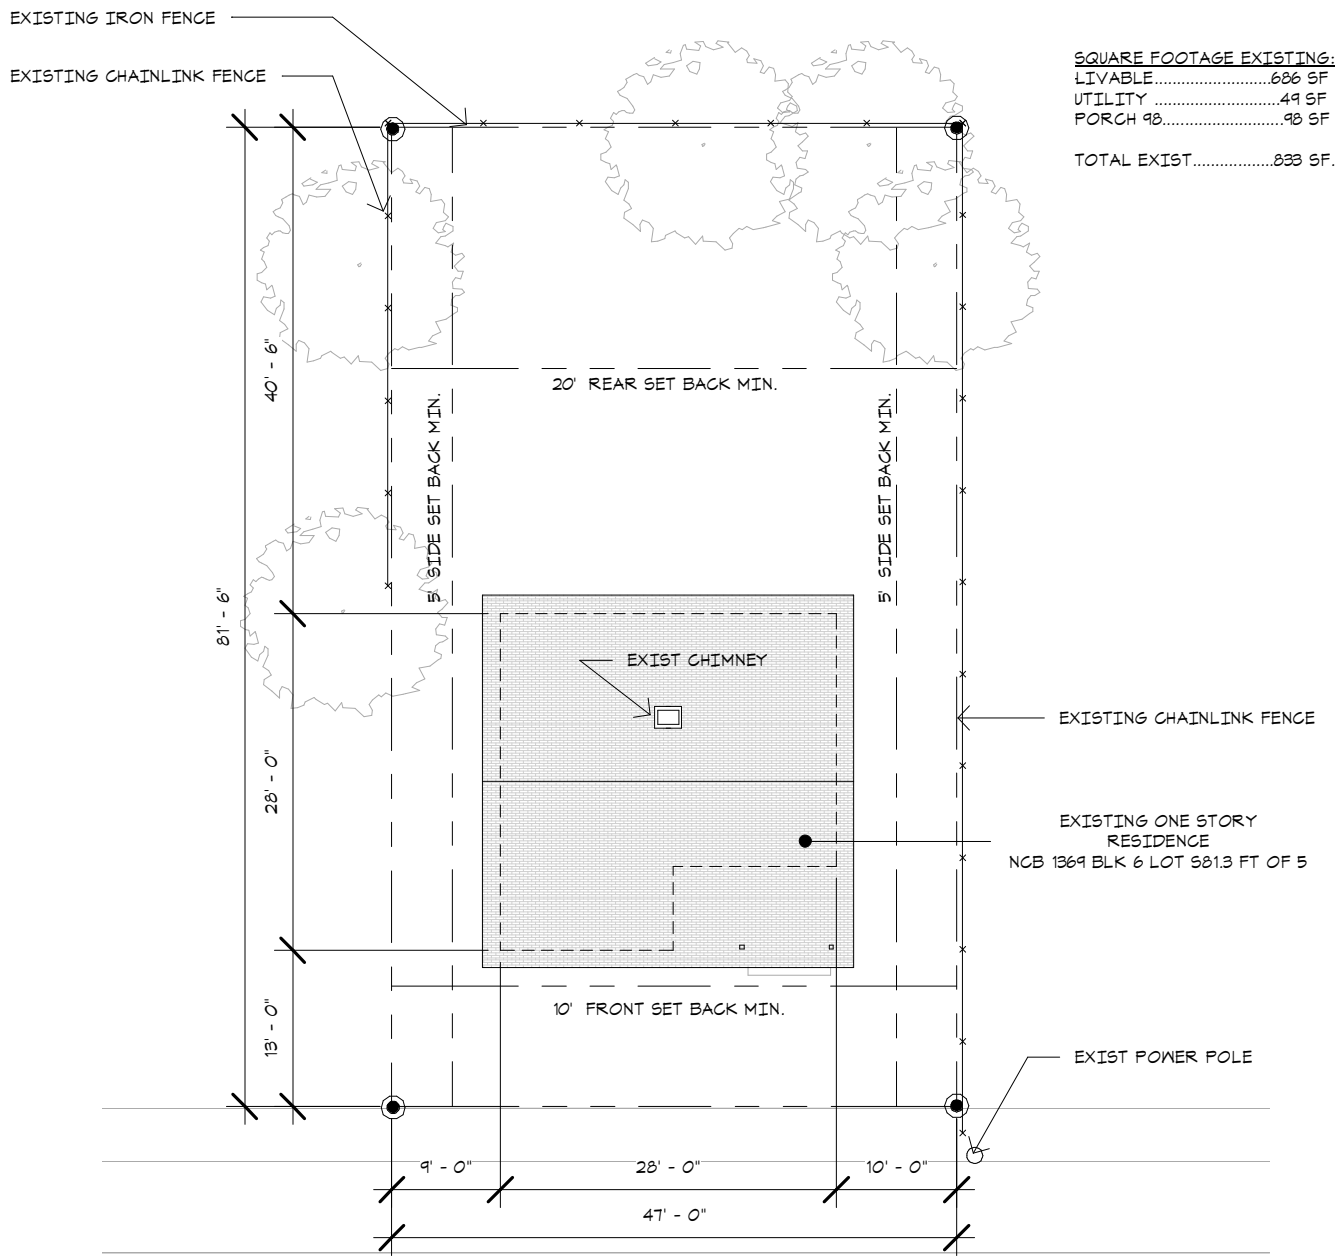 EXISTING IRON FENCE
EXISTING CHAINLINK FENCE
SQUARE FOOTAGE EXISTING:
LIVABLE.......................686 SF
UTILITY .........................49 SF
PORCH 98........................98 SF
TOTAL EXIST................833 SF.
40' - 6"
20' REAR SET BACK MIN.
5' SIDE SET BACK MIN.
5' SIDE SET BACK MIN.
81' - 6"
EXIST CHIMNEY
EXISTING CHAINLINK FENCE
28' - 0"
EXISTING ONE STORY
RESIDENCE
NCB 1369 BLK 6 LOT S81.3 FT OF 5
10' FRONT SET BACK MIN.
13' - 0"
EXIST POWER POLE
9' - 0"
28' - 0"
10' - 0"
47' - 0"